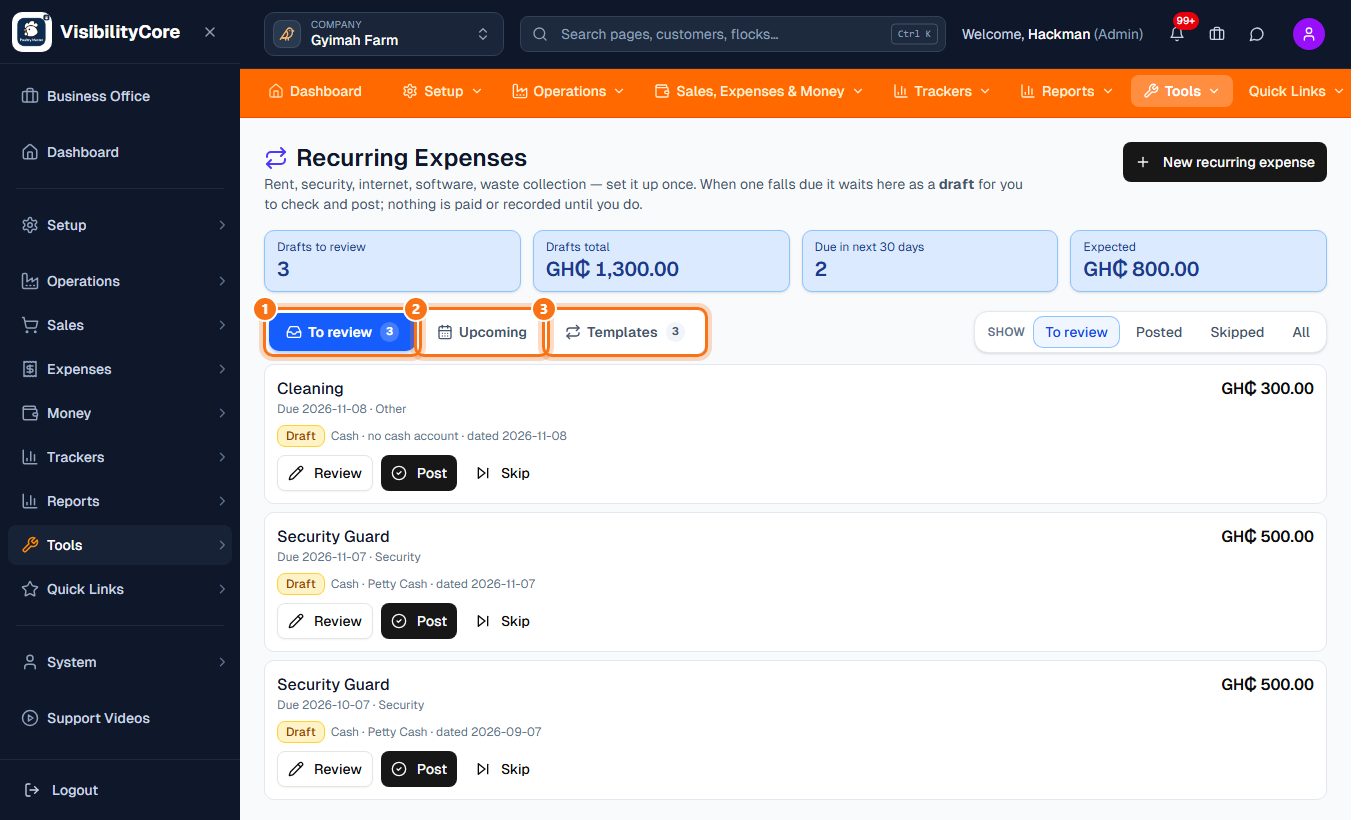 VisibilityCore
COMPANY
Gyimah Farm
Search pages, customers, flocks...
Ctrl K
Welcome, Hackman (Admin)
99+
Business Office
Dashboard
Setup
Operations
Sales
Expenses
Money
Trackers
Reports
Tools
Quick Links
System
Support Videos
Logout
Dashboard
Setup
Operations
Sales, Expenses & Money
Trackers
Reports
Tools
Quick Links
Recurring Expenses
Rent, security, internet, software, waste collection — set it up once. When one falls due it waits here as a draft for you
to check and post; nothing is paid or recorded until you do.
New recurring expense
Drafts to review
3
Drafts total
GH₵ 1,300.00
Due in next 30 days
2
Expected
GH₵ 800.00
1
To review 3
2
Upcoming
3
Templates 3
SHOW To review Posted Skipped All
Cleaning
GH₵ 300.00
Due 2026-11-08 · Other
Draft Cash · no cash account · dated 2026-11-08
Review Post Skip
Security Guard
GH₵ 500.00
Due 2026-11-07 · Security
Draft Cash · Petty Cash · dated 2026-11-07
Review Post Skip
Security Guard
GH₵ 500.00
Due 2026-10-07 · Security
Draft Cash · Petty Cash · dated 2026-09-07
Review Post Skip